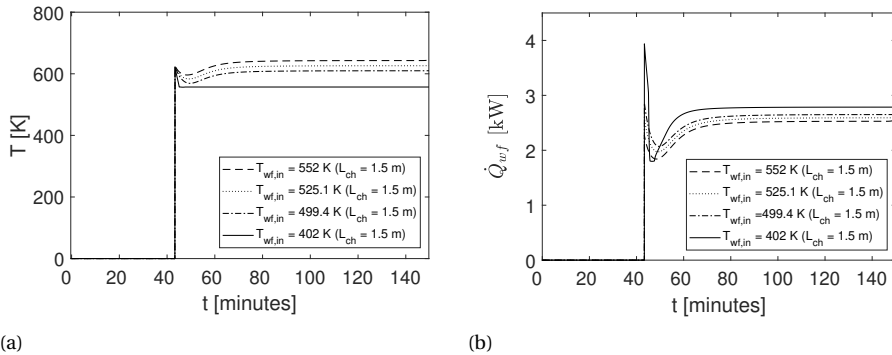 800
600
400
200
0
T [K]
T_wf,in = 552 K (L_ch = 1.5 m)
T_wf,in = 525.1 K (L_ch = 1.5 m)
T_wf,in = 499.4 K (L_ch = 1.5 m)
T_wf,in = 402 K (L_ch = 1.5 m)
0 20 40 60 80 100 120 140
t [minutes]
(a)
4
3
2
1
0
Q̇_wf [kW]
T_wf,in = 552 K (L_ch = 1.5 m)
T_wf,in = 525.1 K (L_ch = 1.5 m)
T_wf,in =499.4 K (L_ch = 1.5 m)
T_wf,in = 402 K (L_ch = 1.5 m)
0 20 40 60 80 100 120 140
t [minutes]
(b)